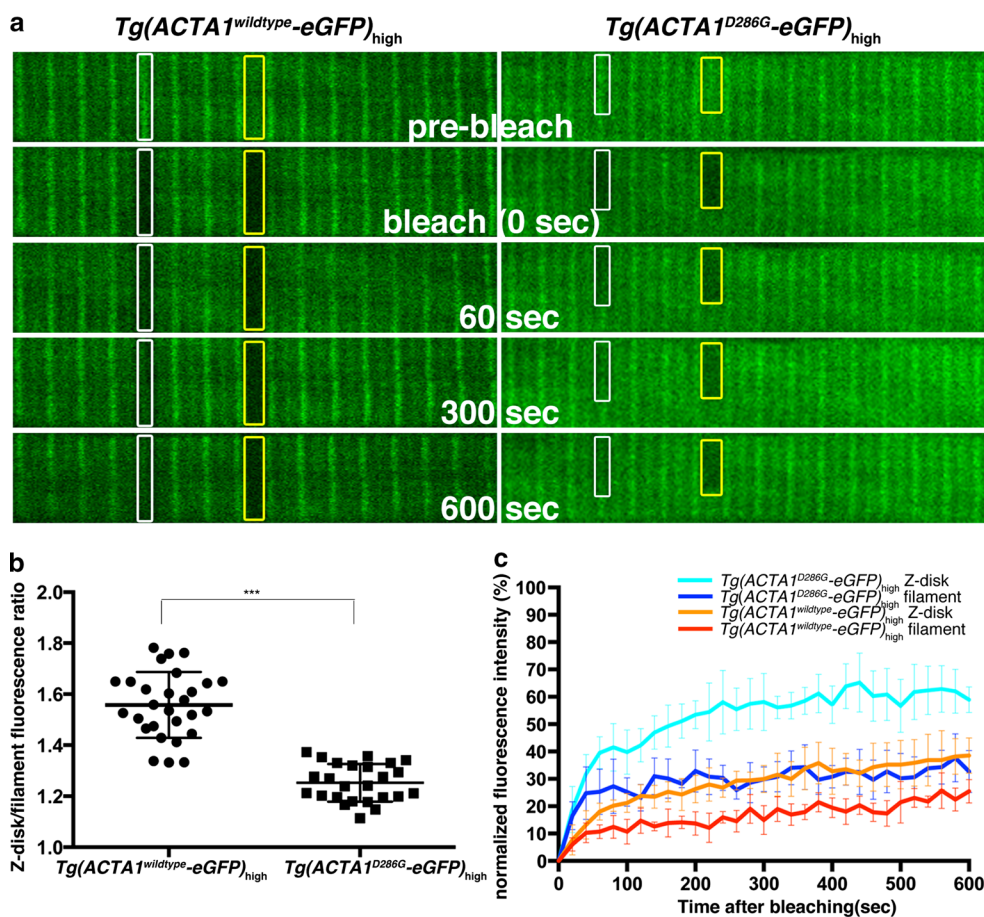 a
Tg(ACTA1wildtype-eGFP)high
Tg(ACTA1D286G-eGFP)high
pre-bleach
bleach (0 sec)
60 sec
300 sec
600 sec
b
Z-disk/filament fluorescence ratio
2.0
1.8
1.6
1.4
1.2
1.0
***
Tg(ACTA1wildtype-eGFP)high
Tg(ACTA1D286G-eGFP)high
c
normalized fluorescence intensity (%)
100
90
80
70
60
50
40
30
20
10
0
Tg(ACTA1D286G-eGFP)high Z-disk
Tg(ACTA1D286G-eGFP)high filament
Tg(ACTA1wildtype-eGFP)high Z-disk
Tg(ACTA1wildtype-eGFP)high filament
0 100 200 300 400 500 600
Time after bleaching(sec)